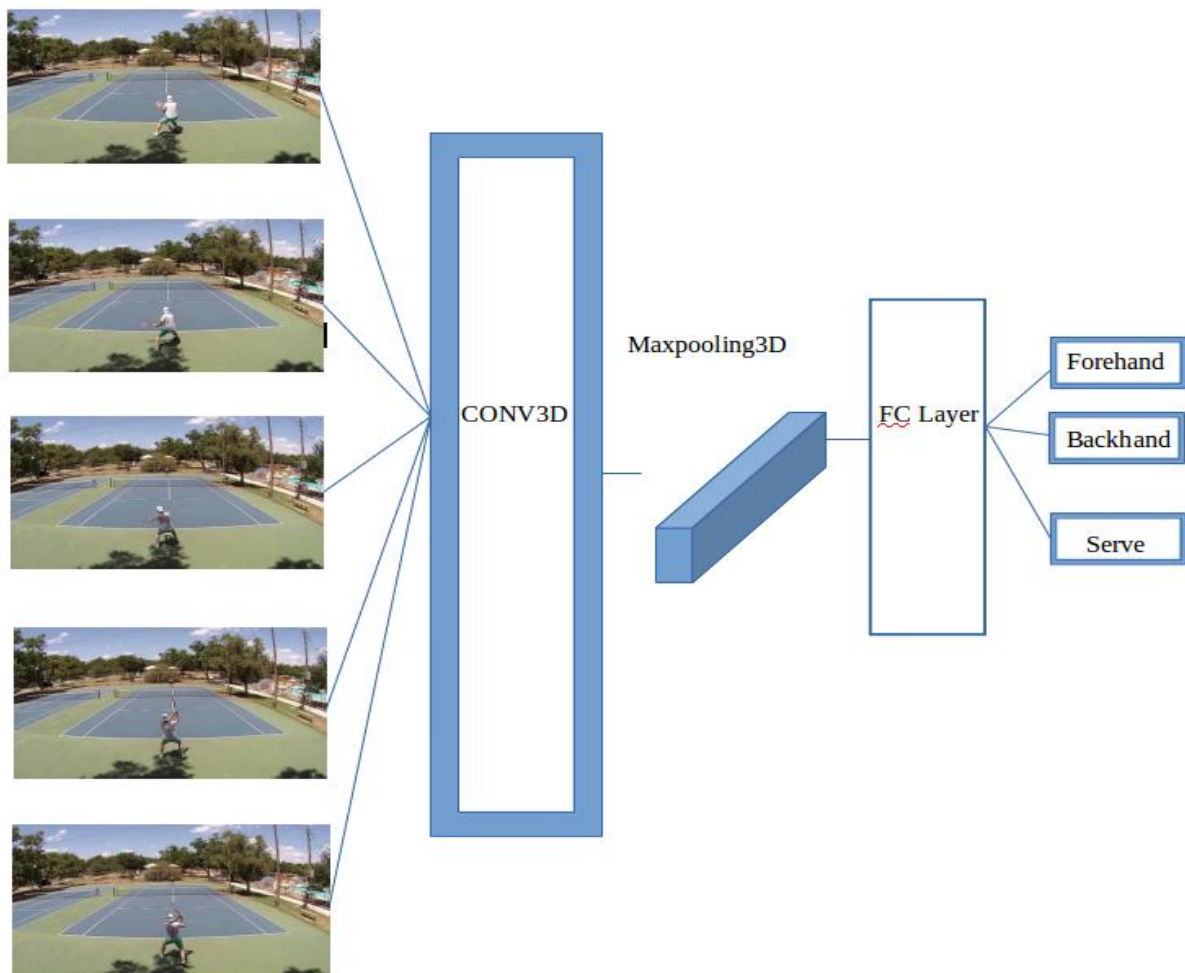 CONV3D
Maxpooling3D
FC Layer
Forehand
Backhand
Serve